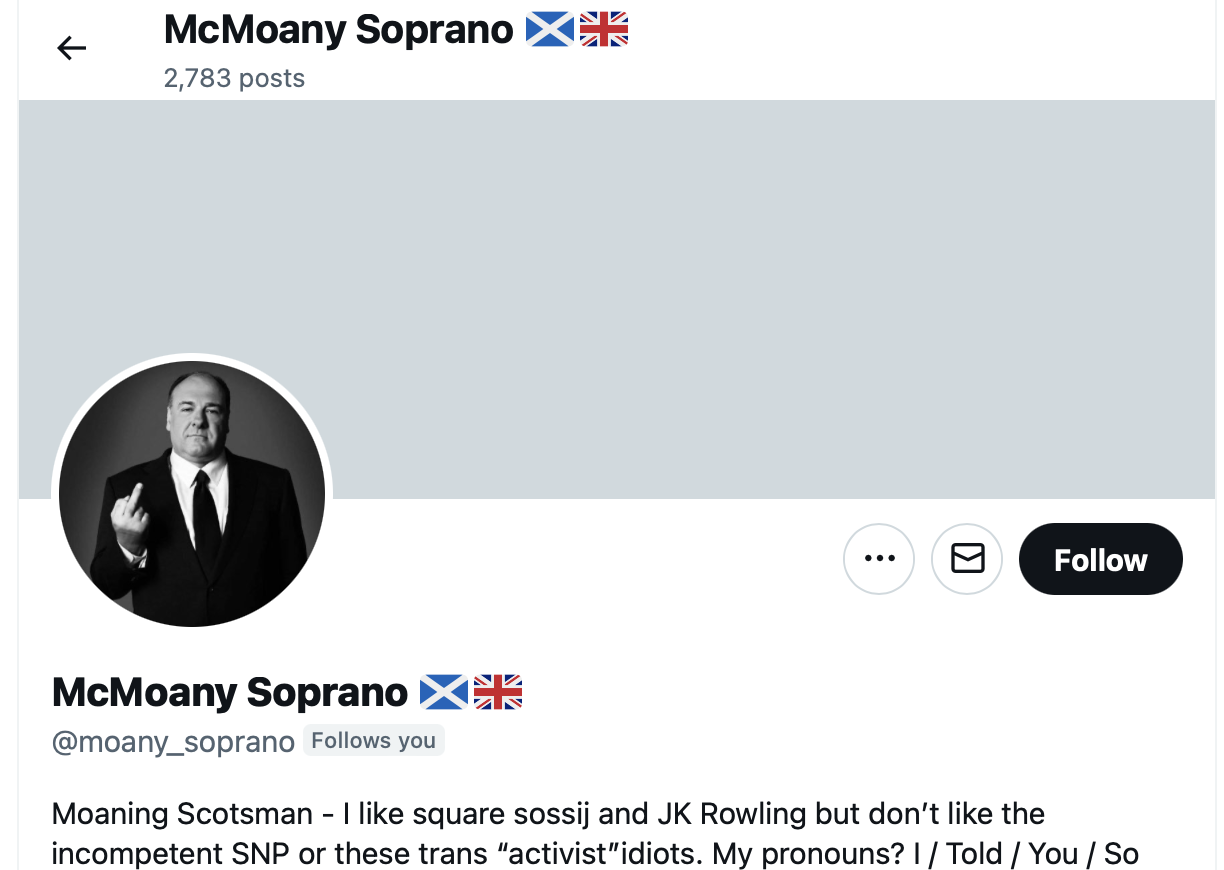 McMoany Soprano 🏴󠁧󠁢󠁳󠁣󠁴󠁿🇬🇧
2,783 posts
Follow
McMoany Soprano 🏴󠁧󠁢󠁳󠁣󠁴󠁿🇬🇧
@moany_soprano Follows you
Moaning Scotsman - I like square sossij and JK Rowling but don’t like the
incompetent SNP or these trans “activist”idiots. My pronouns? I / Told / You / So